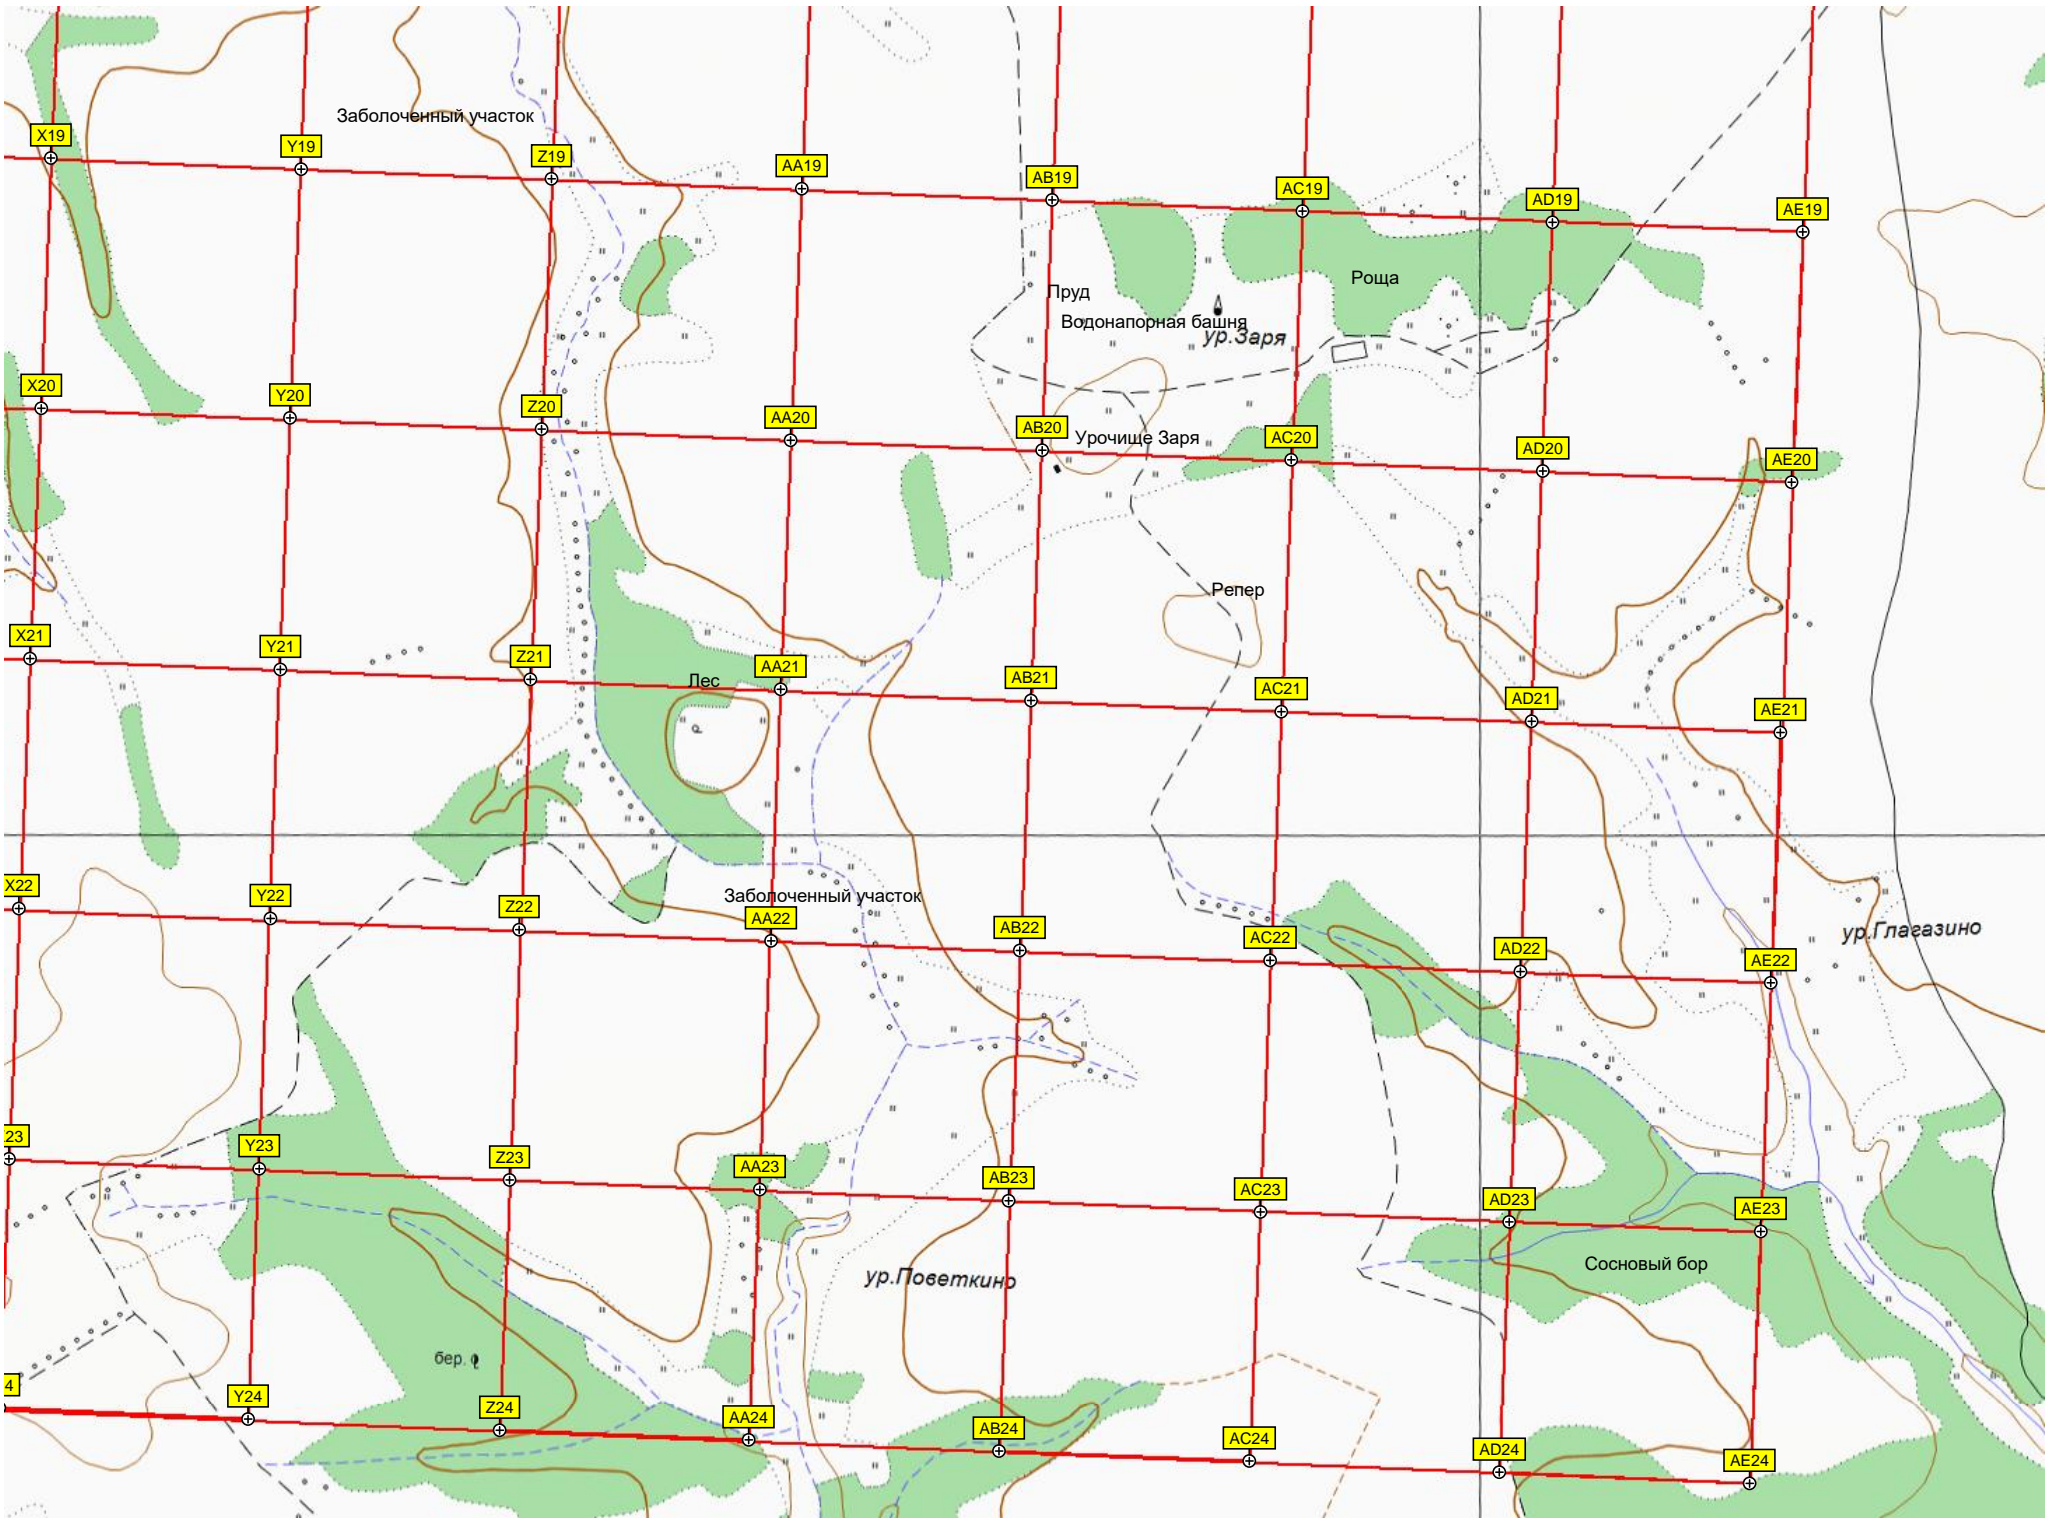 Заболоченный участок
X19
Y19
Z19
AA19
AB19
AC19
AD19
AE19
Роща
Пруд
Водонапорная башня
ур.Заря
X20
Y20
Z20
AA20
AB20
Урочище Заря
AC20
AD20
AE20
Репер
X21
Y21
Z21
Лес
AA21
AB21
AC21
AD21
AE21
X22
Y22
Z22
Заболоченный участок
AA22
AB22
AC22
AD22
AE22
ур.Глагазино
23
Y23
Z23
AA23
AB23
AC23
AD23
AE23
Сосновый бор
ур.Поветкино
бер.
4
Y24
Z24
AA24
AB24
AC24
AD24
AE24